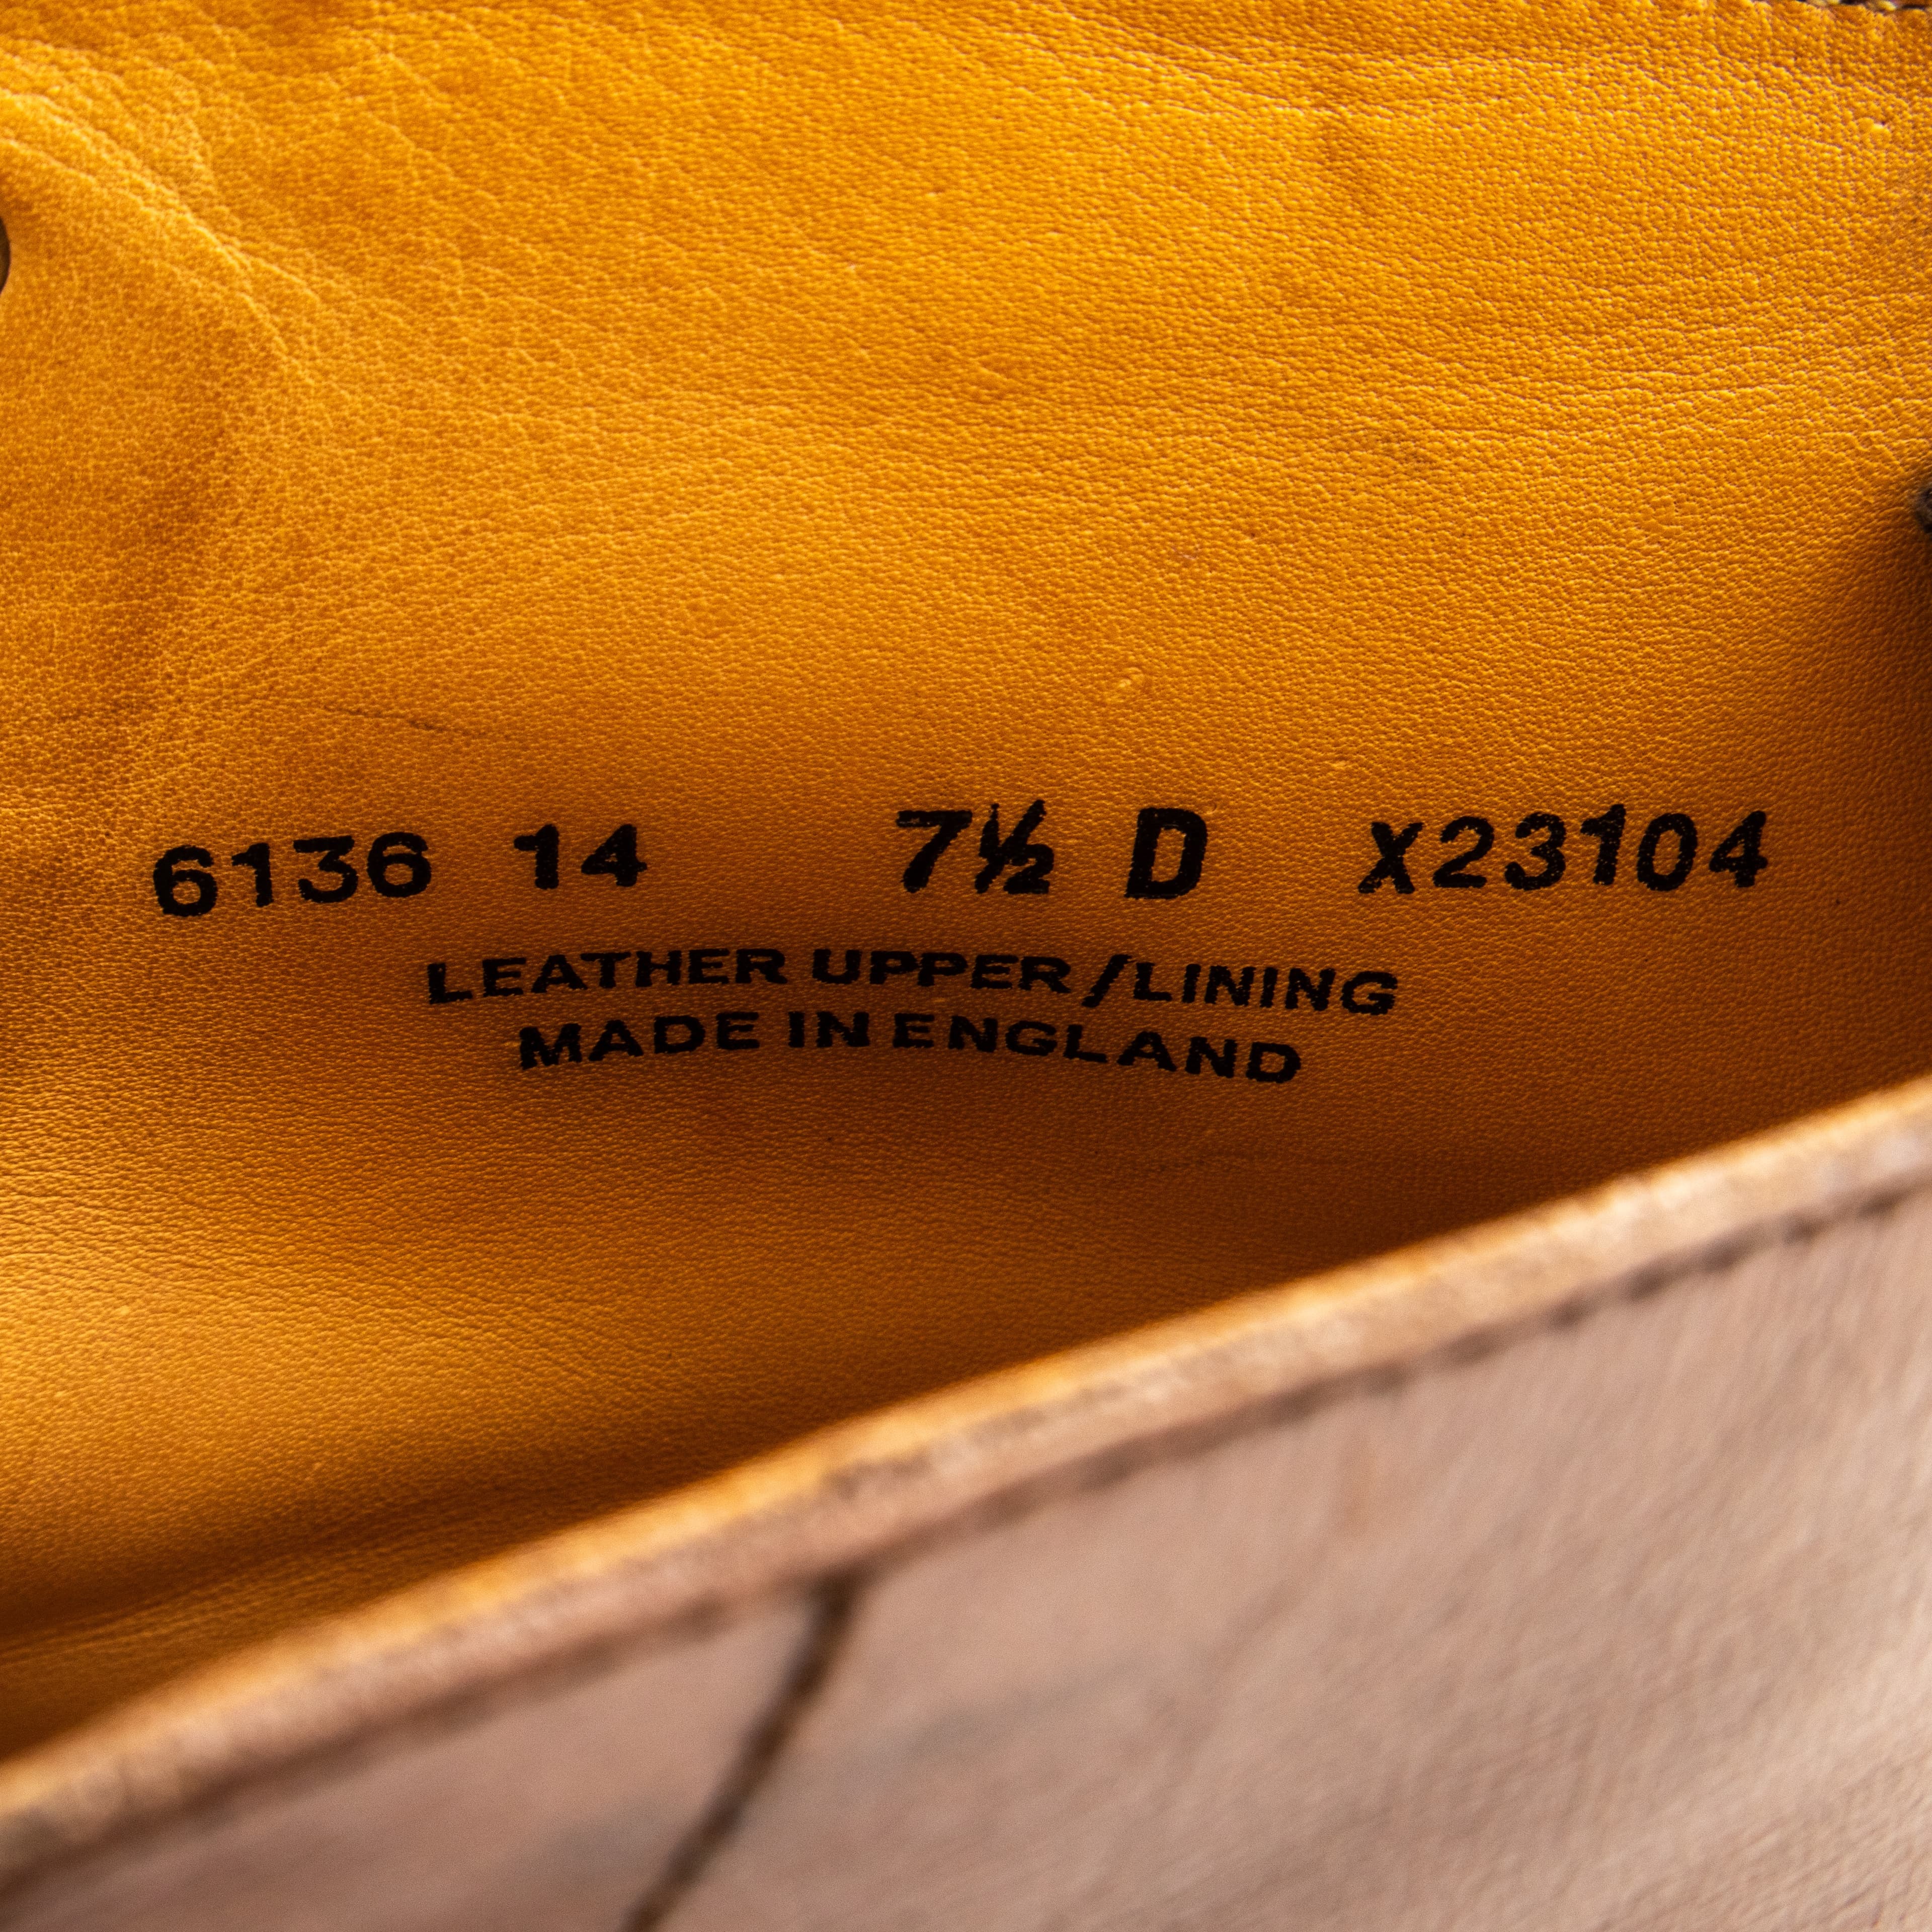 6136 14 7½ D X23104
LEATHER UPPER/LINING
MADE IN ENGLAND